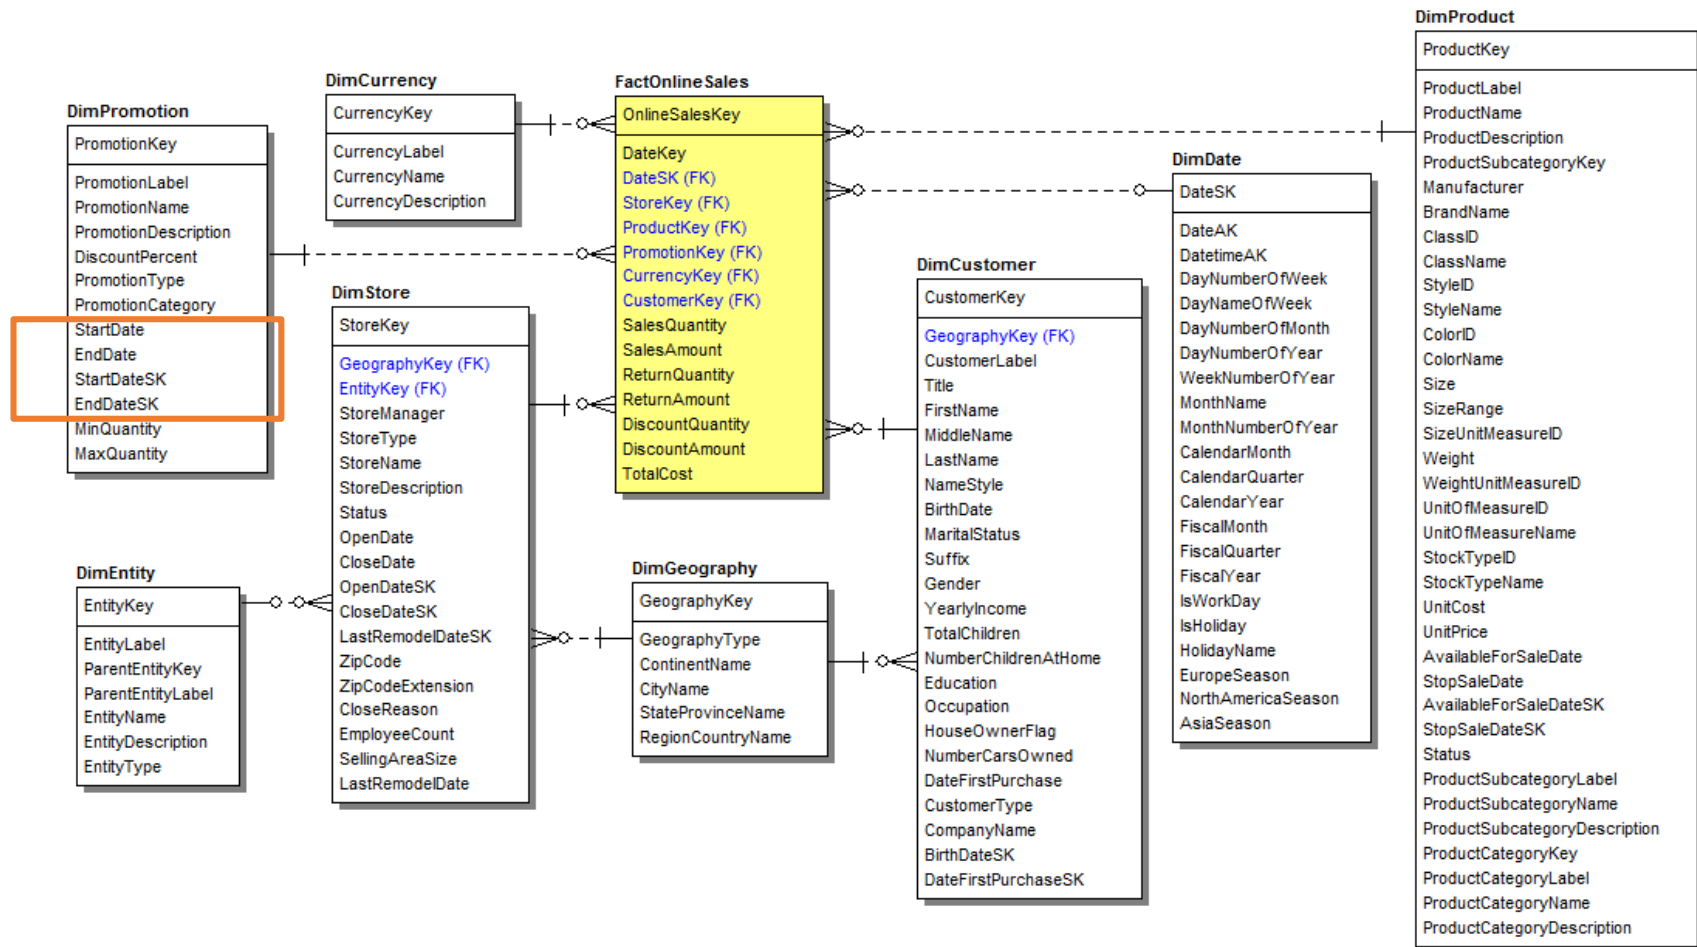 DimPromotion
PromotionKey
PromotionLabel
PromotionName
PromotionDescription
DiscountPercent
PromotionType
PromotionCategory
StartDate
EndDate
StartDateSK
EndDateSK
MinQuantity
MaxQuantity
DimCurrency
CurrencyKey
CurrencyLabel
CurrencyName
CurrencyDescription
FactOnlineSales
OnlineSalesKey
DateKey
DateSK (FK)
StoreKey (FK)
ProductKey (FK)
PromotionKey (FK)
CurrencyKey (FK)
CustomerKey (FK)
SalesQuantity
SalesAmount
ReturnQuantity
ReturnAmount
DiscountQuantity
DiscountAmount
TotalCost
DimStore
StoreKey
GeographyKey (FK)
EntityKey (FK)
StoreManager
StoreType
StoreName
StoreDescription
Status
OpenDate
CloseDate
OpenDateSK
CloseDateSK
LastRemodelDateSK
ZipCode
ZipCodeExtension
CloseReason
EmployeeCount
SellingAreaSize
LastRemodelDate
DimEntity
EntityKey
EntityLabel
ParentEntityKey
ParentEntityLabel
EntityName
EntityDescription
EntityType
DimGeography
GeographyKey
GeographyType
ContinentName
CityName
StateProvinceName
RegionCountryName
DimCustomer
CustomerKey
GeographyKey (FK)
CustomerLabel
Title
FirstName
MiddleName
LastName
NameStyle
BirthDate
MaritalStatus
Suffix
Gender
YearlyIncome
TotalChildren
NumberChildrenAtHome
Education
Occupation
HouseOwnerFlag
NumberCarsOwned
DateFirstPurchase
CustomerType
CompanyName
BirthDateSK
DateFirstPurchaseSK
DimDate
DateSK
DateAK
DatetimeAK
DayNumberOfWeek
DayNameOfWeek
DayNumberOfMonth
DayNumberOfYear
WeekNumberOfYear
MonthName
MonthNumberOfYear
CalendarMonth
CalendarQuarter
CalendarYear
FiscalMonth
FiscalQuarter
FiscalYear
IsWorkDay
IsHoliday
HolidayName
EuropeSeason
NorthAmericaSeason
AsiaSeason
DimProduct
ProductKey
ProductLabel
ProductName
ProductDescription
ProductSubcategoryKey
Manufacturer
BrandName
ClassID
ClassName
StyleID
StyleName
ColorID
ColorName
Size
SizeRange
SizeUnitMeasureID
Weight
WeightUnitMeasureID
UnitOfMeasureID
UnitOfMeasureName
StockTypeID
StockTypeName
UnitCost
UnitPrice
AvailableForSaleDate
StopSaleDate
AvailableForSaleDateSK
StopSaleDateSK
Status
ProductSubcategoryLabel
ProductSubcategoryName
ProductSubcategoryDescription
ProductCategoryKey
ProductCategoryLabel
ProductCategoryName
ProductCategoryDescription